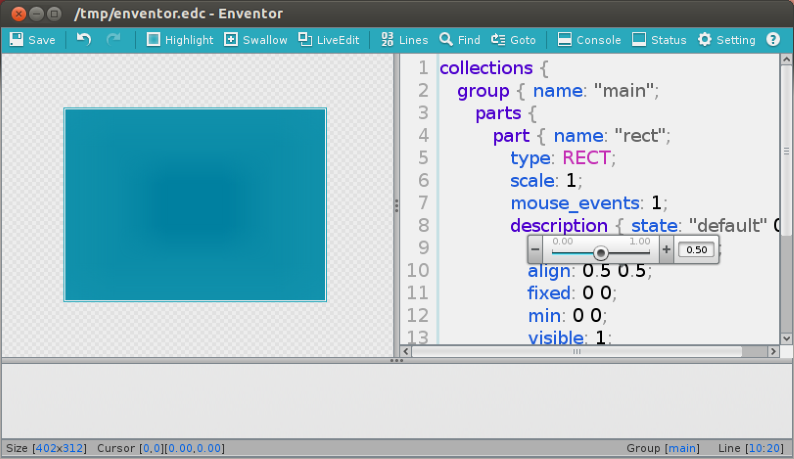 /tmp/enventor.edc - Enventor
Save Highlight Swallow LiveEdit 03 20 Lines Find Goto Console Status Setting ?
1 collections {
2 group { name: "main";
3 parts {
4 part { name: "rect";
5 type: RECT;
6 scale: 1;
7 mouse_events: 1;
8 description { state: "default" 0
0.00 1.00
9 − + 0.50 ;
10 align: 0.5 0.5;
11 fixed: 0 0;
12 min: 0 0;
13 visible: 1;
Size [402x312] Cursor [0,0][0.00,0.00] Group [main] Line [10:20]